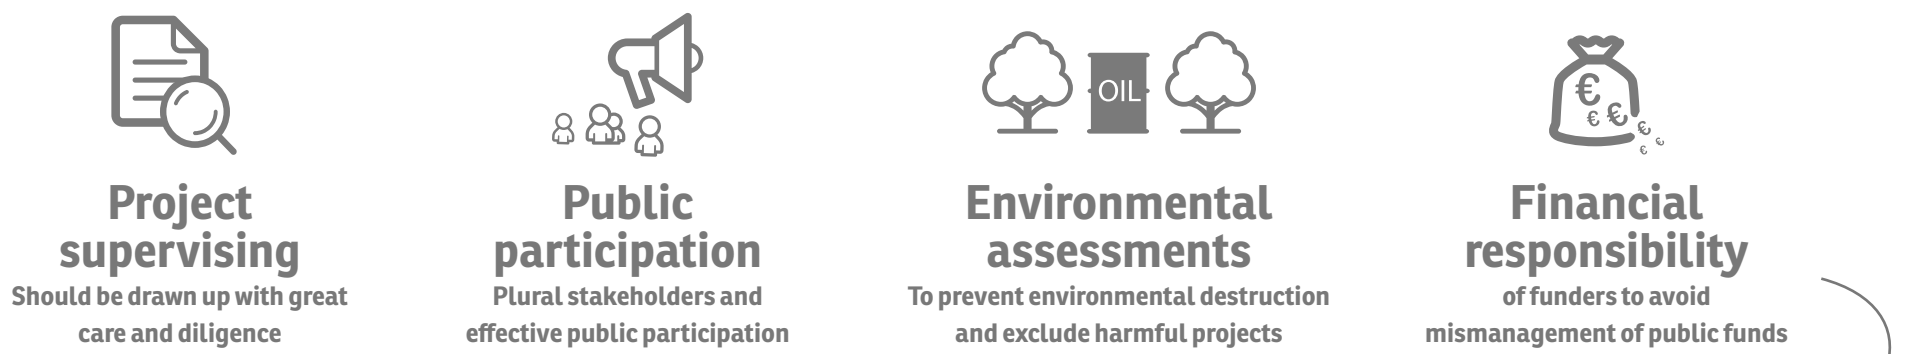 OIL
€
€ €
€
€
€
Project
supervising
Should be drawn up with great
care and diligence
Public
participation
Plural stakeholders and
effective public participation
Environmental
assessments
To prevent environmental destruction
and exclude harmful projects
Financial
responsibility
of funders to avoid
mismanagement of public funds